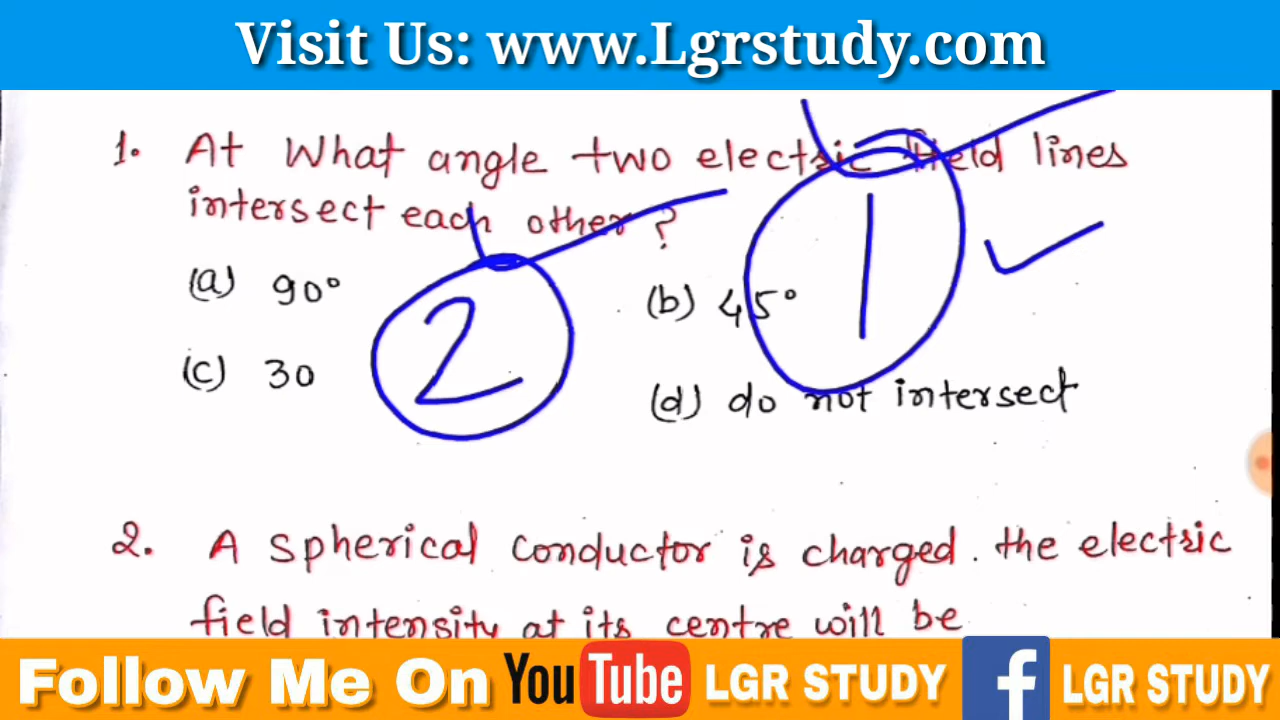 Visit Us: www.Lgrstudy.com
1. At What angle two electric field lines
intersect each other ?
(a) 90°
(b) 45°
(c) 30
(d) do not intersect
2
1
2. A spherical conductor is charged. the electric
field intensity at its centre will be
Follow Me On YouTube LGR STUDY f LGR STUDY